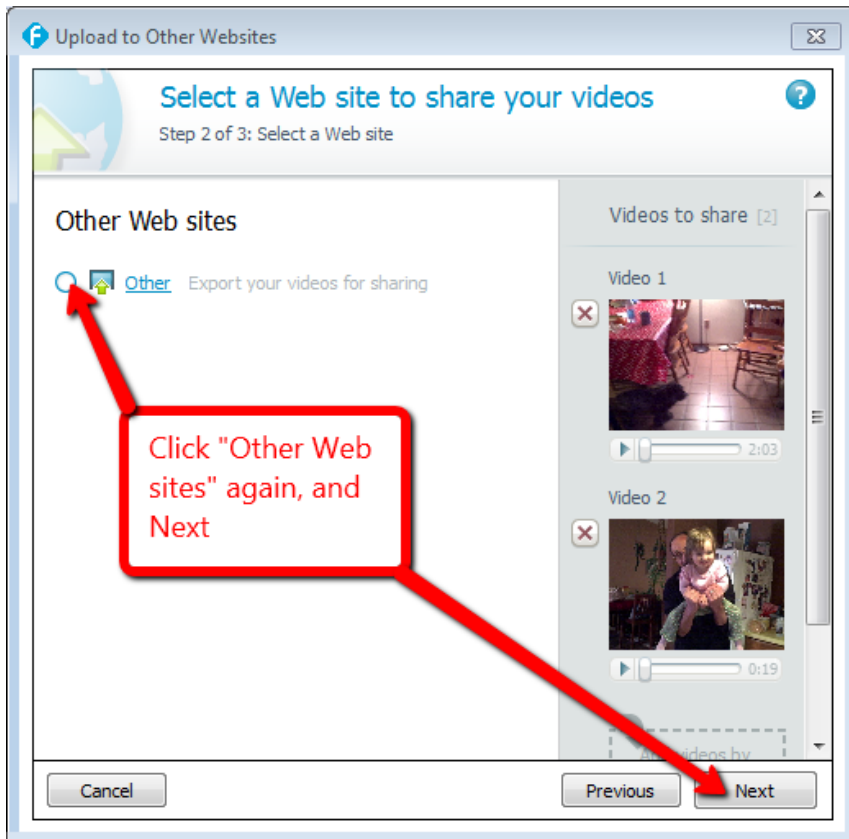 Upload to Other Websites
Select a Web site to share your videos
?
Step 2 of 3: Select a Web site
Other Web sites
Other Export your videos for sharing
Click "Other Web
sites" again, and
Next
Videos to share [2]
Video 1
2:03
Video 2
0:19
videos by
Cancel
Previous
Next